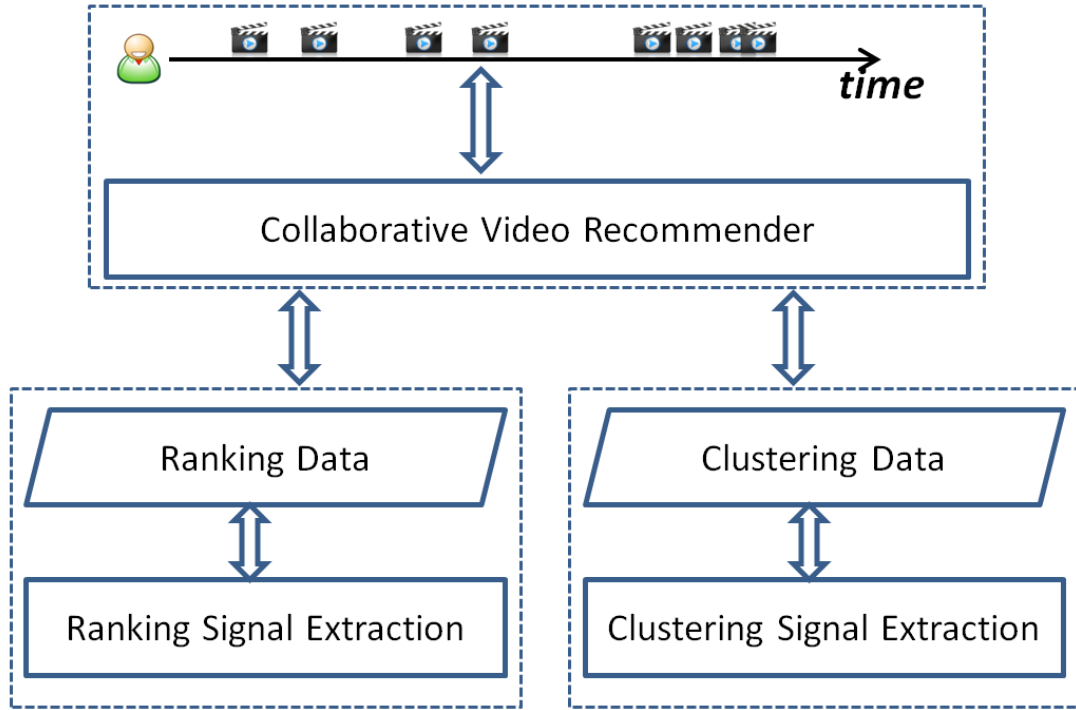 time
Collaborative Video Recommender
Ranking Data
Clustering Data
Ranking Signal Extraction
Clustering Signal Extraction